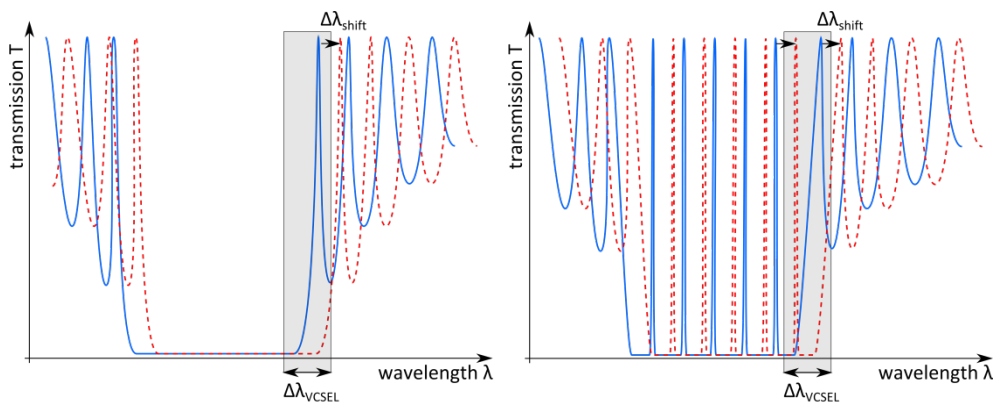 Δλshift
transmission T
wavelength λ
ΔλVCSEL
Δλshift
transmission T
wavelength λ
ΔλVCSEL